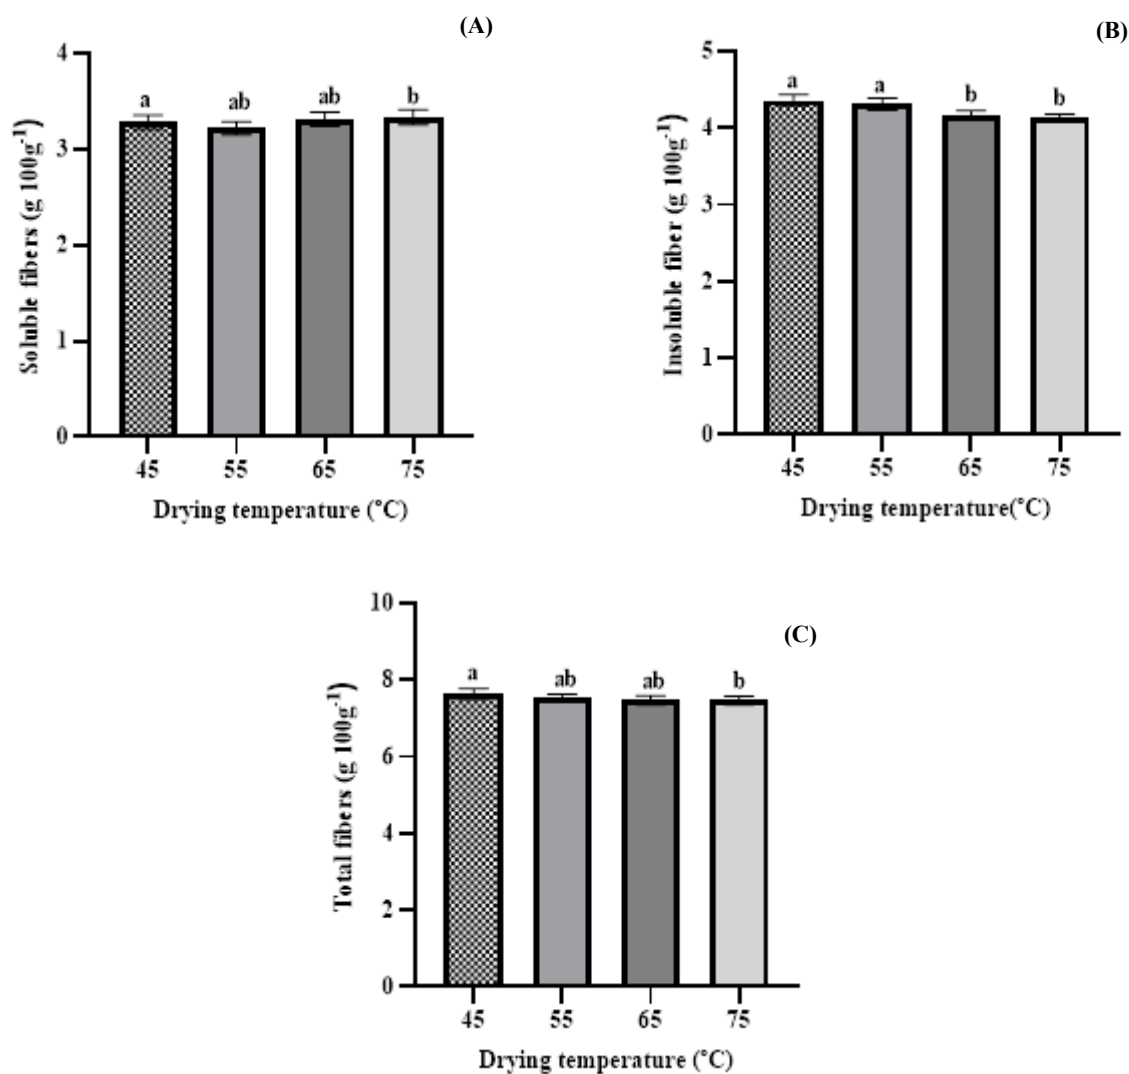 (A)
Soluble fibers (g 100g⁻¹)
4
3
2
1
0
a ab ab b
45 55 65 75
Drying temperature (°C)
(B)
Insoluble fiber (g 100g⁻¹)
5
4
3
2
1
0
a a b b
45 55 65 75
Drying temperature(°C)
(C)
Total fibers (g 100g⁻¹)
10
8
6
4
2
0
a ab ab b
45 55 65 75
Drying temperature (°C)